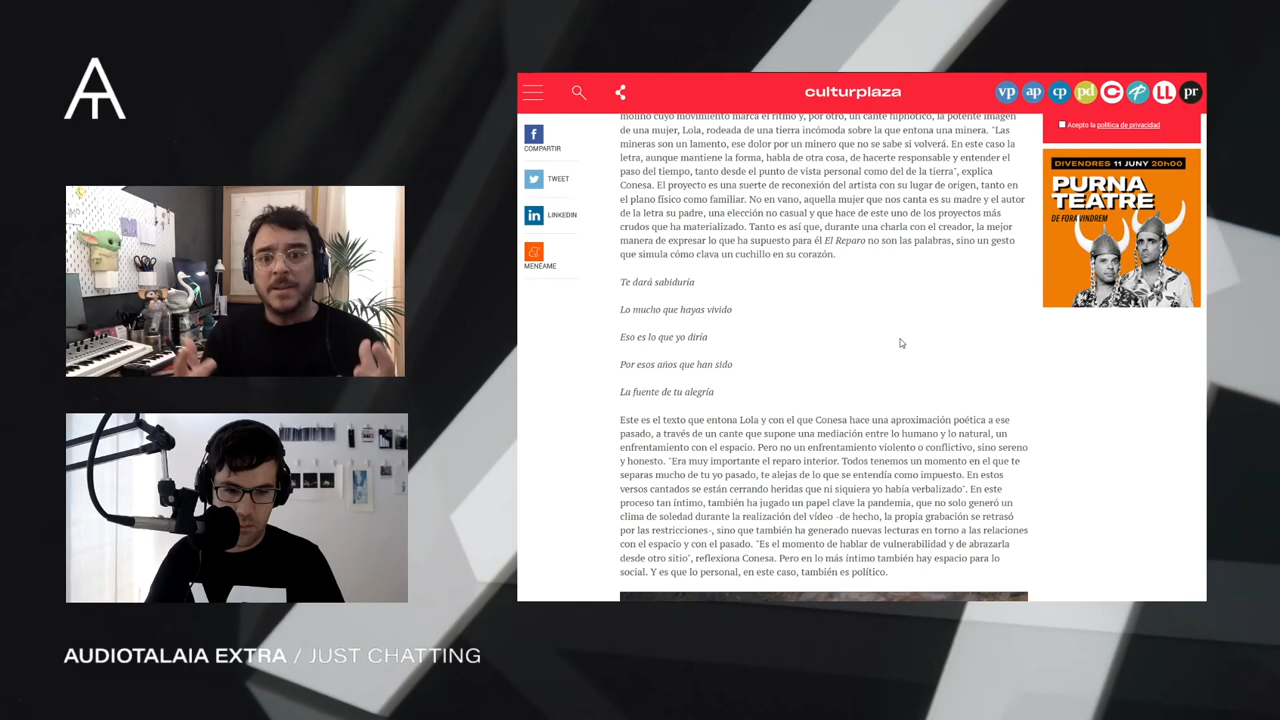 AT
culturplaza
vp ap cp pd C LL pr
molino cuyo movimiento marca el ritmo y, por otro, un cante hipnótico, la potente imagen
de una mujer, Lola, rodeada de una tierra incómoda sobre la que entona una minera. "Las
mineras son un lamento, ese dolor por un minero que no se sabe si volverá. En este caso la
letra, aunque mantiene la forma, habla de otra cosa, de hacerte responsable y entender el
paso del tiempo, tanto desde el punto de vista personal como del de la tierra", explica
Conesa. El proyecto es una suerte de reconexión del artista con su lugar de origen, tanto en
el plano físico como familiar. No en vano, aquella mujer que nos canta es su madre y el autor
de la letra su padre, una elección no casual y que hace de este uno de los proyectos más
crudos que ha materializado. Tanto es así que, durante una charla con el creador, la mejor
manera de expresar lo que ha supuesto para él El Reparo no son las palabras, sino un gesto
que simula cómo clava un cuchillo en su corazón.
Te dará sabiduría
Lo mucho que hayas vivido
Eso es lo que yo diría
Por esos años que han sido
La fuente de tu alegría
Este es el texto que entona Lola y con el que Conesa hace una aproximación poética a ese
pasado, a través de un cante que supone una mediación entre lo humano y lo natural, un
enfrentamiento con el espacio. Pero no un enfrentamiento violento o conflictivo, sino sereno
y honesto. "Era muy importante el reparo interior. Todos tenemos un momento en el que te
separas mucho de tu yo pasado, te alejas de lo que se entendía como impuesto. En estos
versos cantados se están cerrando heridas que ni siquiera yo había verbalizado". En este
proceso tan íntimo, también ha jugado un papel clave la pandemia, que no solo generó un
clima de soledad durante la realización del vídeo -de hecho, la propia grabación se retrasó
por las restricciones-, sino que también ha generado nuevas lecturas en torno a las relaciones
con el espacio y con el pasado. "Es el momento de hablar de vulnerabilidad y de abrazarla
desde otro sitio", reflexiona Conesa. Pero en lo más íntimo también hay espacio para lo
social. Y es que lo personal, en este caso, también es político.
COMPARTIR
TWEET
LINKEDIN
MENÉAME
Acepto la política de privacidad
DIVENDRES 11 JUNY 20h00
PURNA
TEATRE
DE FORA VINDREM
AUDIOTALAIA EXTRA / JUST CHATTING